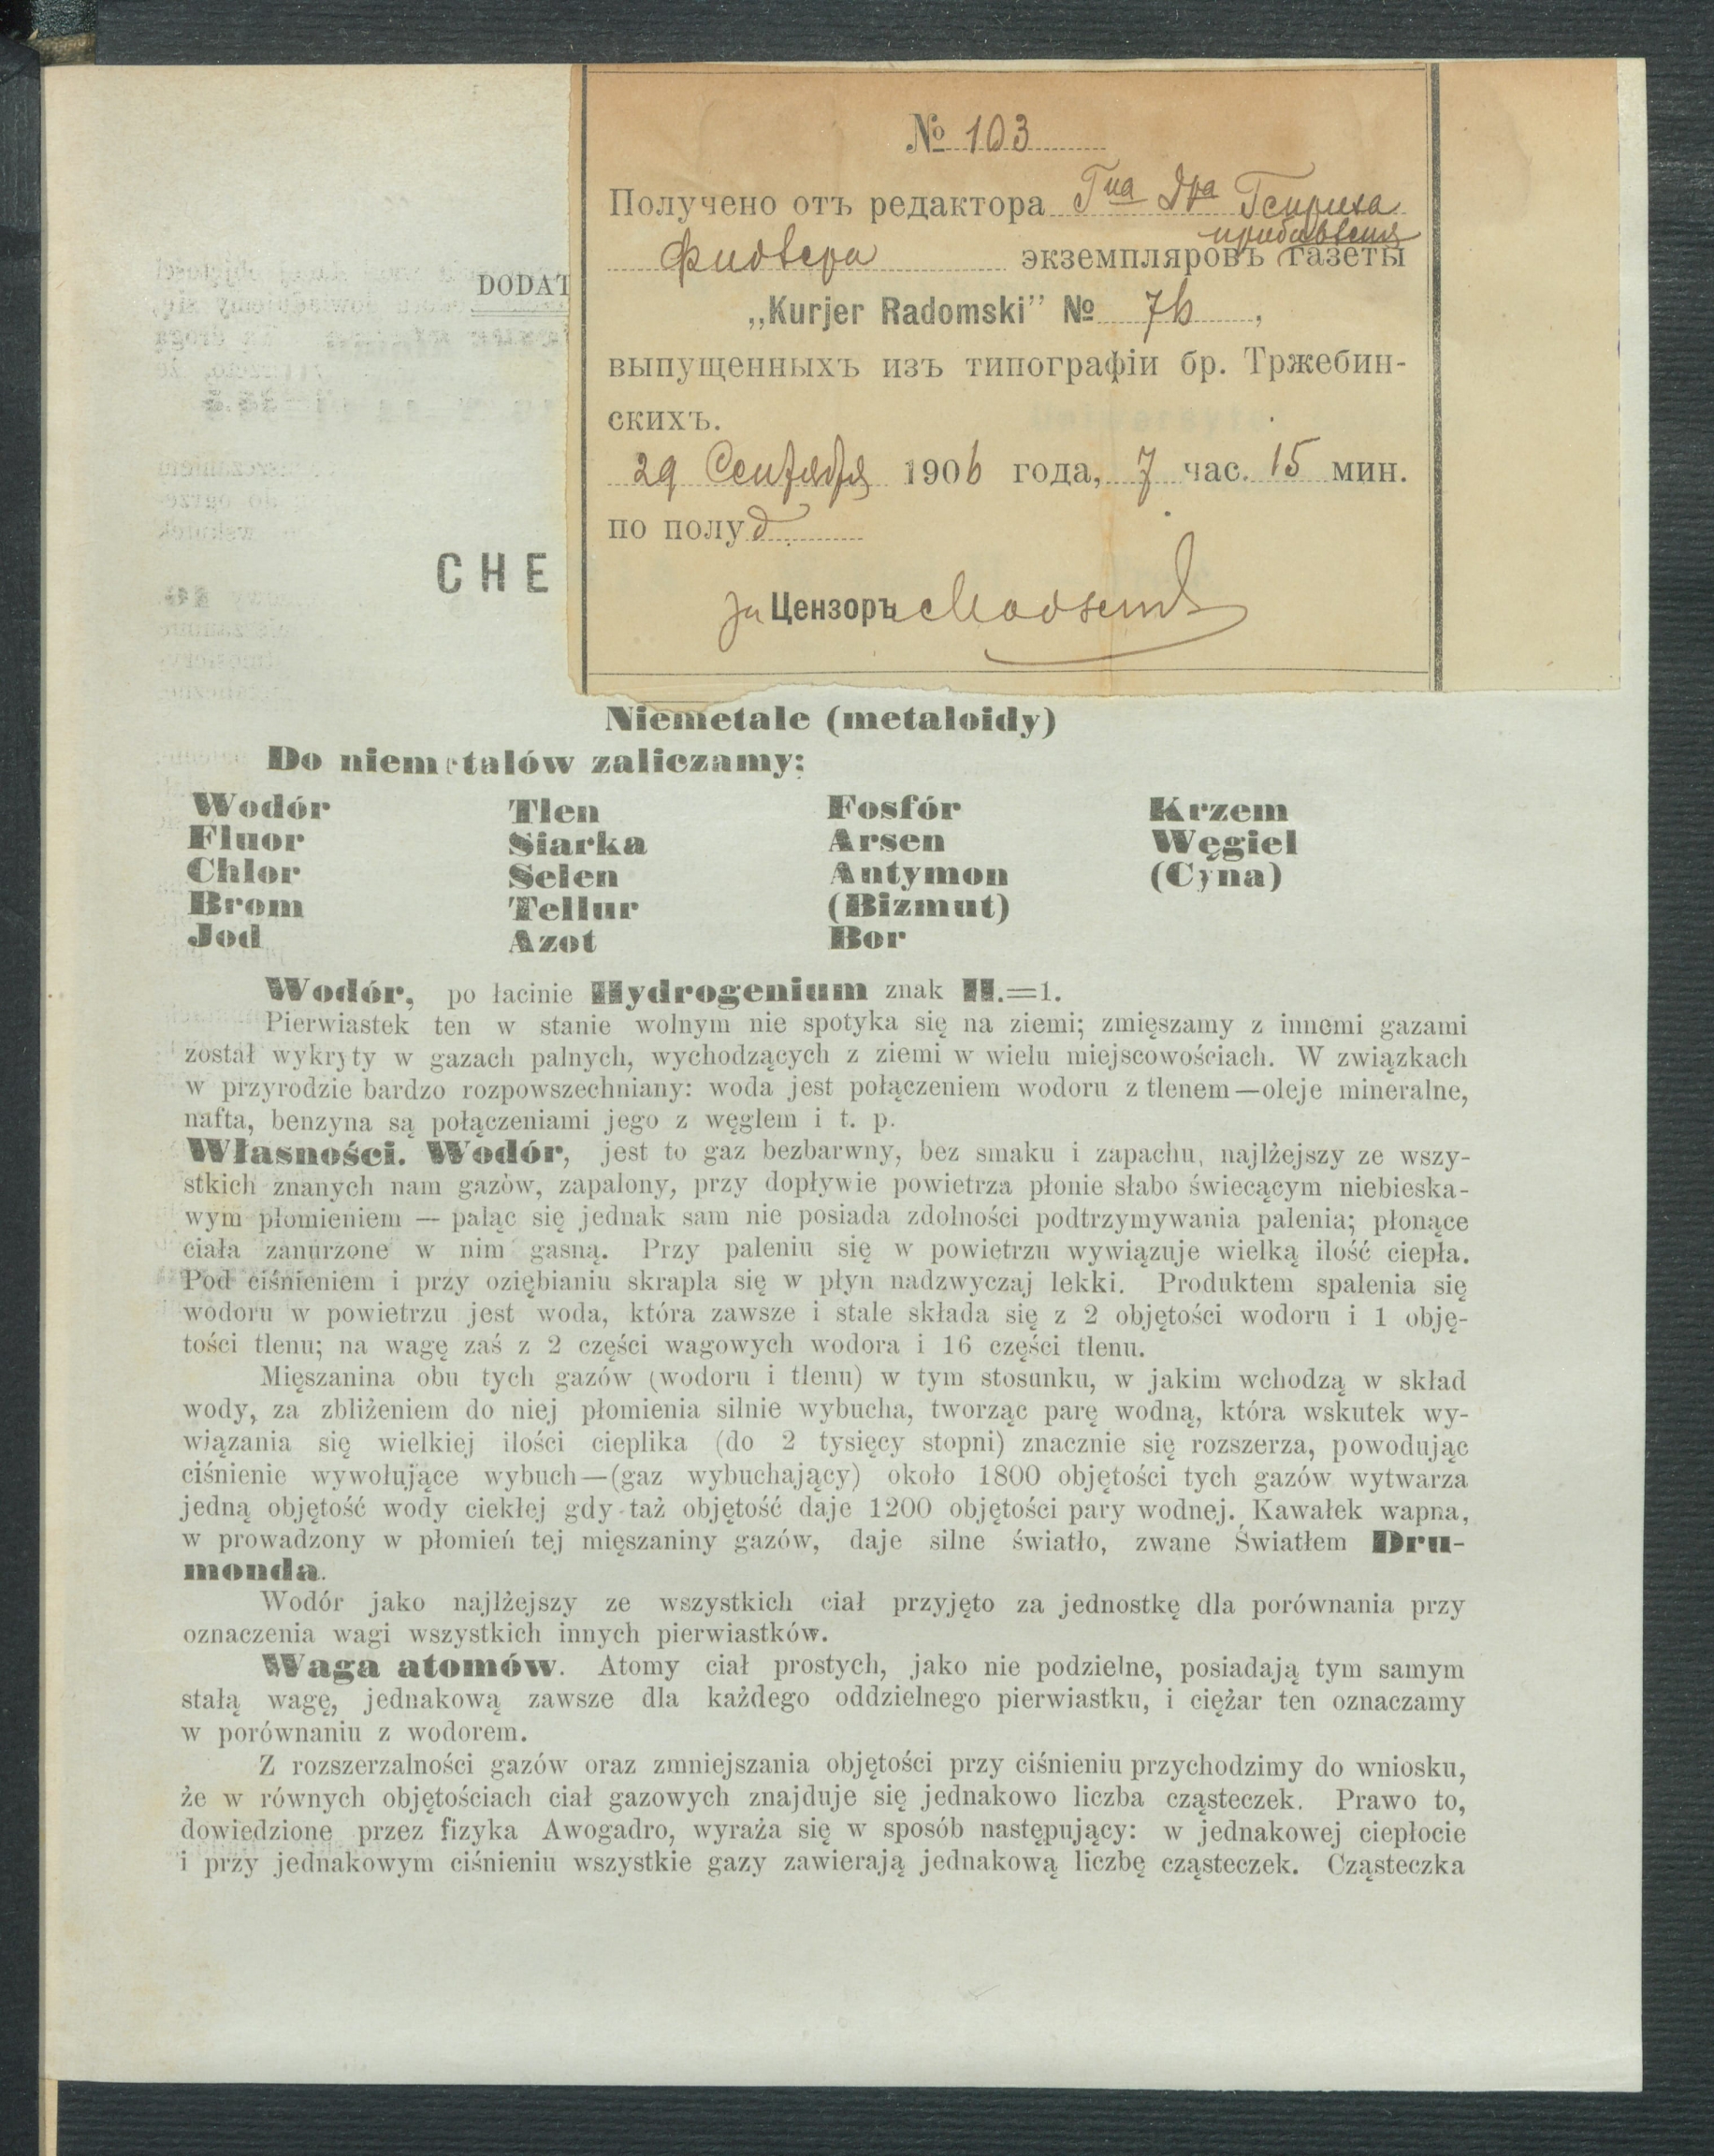 № 103
Получено отъ редактора Гна Дра Генриха
Фидлера прибавленія
экземпляровъ газеты
„Kurjer Radomski” № 76,
выпущенныхъ изъ типографіи бр. Тржебин-
скихъ.
29 Сентября 1906 года, 7 час. 15 мин.
по полуд.
за Цензоръ
DODAT
CHE
Niemetale (metaloidy)
Do niemetalów zaliczamy:
Wodór Tlen Fosfór Krzem
Fluor Siarka Arsen Węgiel
Chlor Selen Antymon (Cyna)
Brom Tellur (Bizmut)
Jod Azot Bor
Wodór, po łacinie Hydrogenium znak H.=1.
Pierwiastek ten w stanie wolnym nie spotyka się na ziemi; zmięszamy z innemi gazami
został wykryty w gazach palnych, wychodzących z ziemi w wielu miejscowościach. W związkach
w przyrodzie bardzo rozpowszechniany: woda jest połączeniem wodoru z tlenem—oleje mineralne,
nafta, benzyna są połączeniami jego z węglem i t. p.
Własności. Wodór, jest to gaz bezbarwny, bez smaku i zapachu, najlżejszy ze wszy-
stkich znanych nam gazów, zapalony, przy dopływie powietrza płonie słabo świecącym niebieska-
wym płomieniem — paląc się jednak sam nie posiada zdolności podtrzymywania palenia; płonące
ciała zanurzone w nim gasną. Przy paleniu się w powietrzu wywiązuje wielką ilość ciepła.
Pod ciśnieniem i przy oziębianiu skrapla się w płyn nadzwyczaj lekki. Produktem spalenia się
wodoru w powietrzu jest woda, która zawsze i stale składa się z 2 objętości wodoru i 1 obję-
tości tlenu; na wagę zaś z 2 części wagowych wodora i 16 części tlenu.
Mięszanina obu tych gazów (wodoru i tlenu) w tym stosunku, w jakim wchodzą w skład
wody, za zbliżeniem do niej płomienia silnie wybucha, tworząc parę wodną, która wskutek wy-
wiązania się wielkiej ilości cieplika (do 2 tysięcy stopni) znacznie się rozszerza, powodując
ciśnienie wywołujące wybuch—(gaz wybuchający) około 1800 objętości tych gazów wytwarza
jedną objętość wody ciekłej gdy taż objętość daje 1200 objętości pary wodnej. Kawałek wapna,
w prowadzony w płomień tej mięszaniny gazów, daje silne światło, zwane Światłem Dru-
monda.
Wodór jako najlżejszy ze wszystkich ciał przyjęto za jednostkę dla porównania przy
oznaczenia wagi wszystkich innych pierwiastków.
Waga atomów. Atomy ciał prostych, jako nie podzielne, posiadają tym samym
stałą wagę, jednakową zawsze dla każdego oddzielnego pierwiastku, i ciężar ten oznaczamy
w porównaniu z wodorem.
Z rozszerzalności gazów oraz zmniejszania objętości przy ciśnieniu przychodzimy do wniosku,
że w równych objętościach ciał gazowych znajduje się jednakowo liczba cząsteczek. Prawo to,
dowiedzione przez fizyka Awogadro, wyraża się w sposób następujący: w jednakowej ciepłocie
i przy jednakowym ciśnieniu wszystkie gazy zawierają jednakową liczbę cząsteczek. Cząsteczka